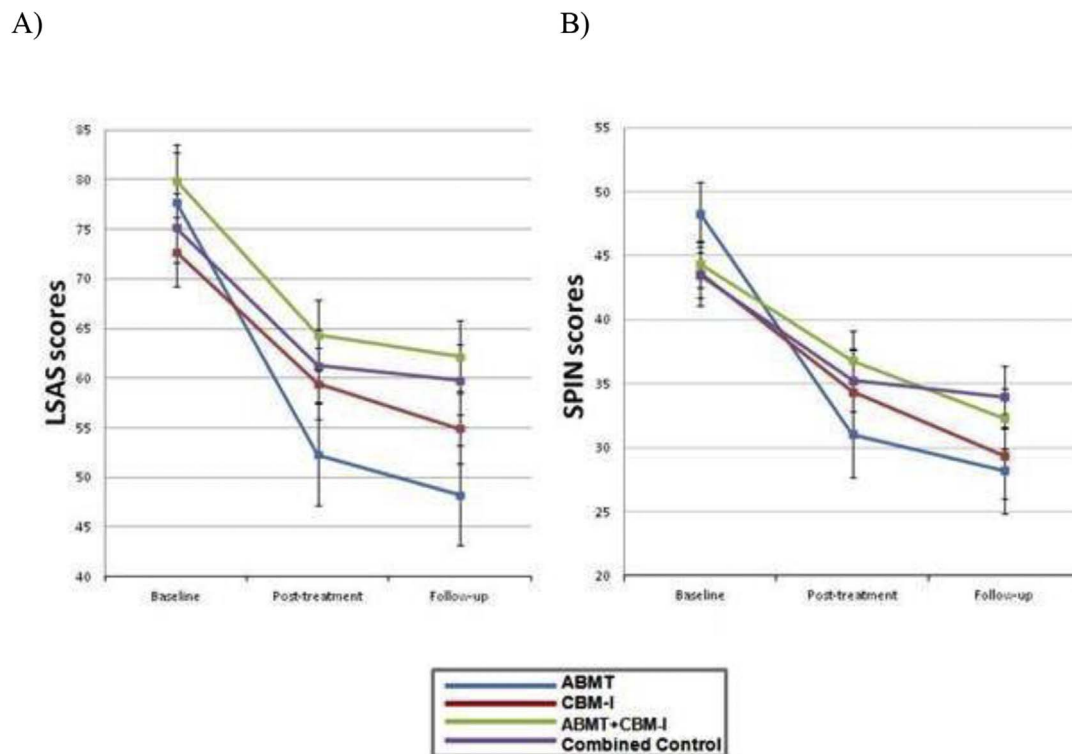 A)
B)
LSAS scores
85
80
75
70
65
60
55
50
45
40
Baseline
Post-treatment
Follow-up
SPIN scores
55
50
45
40
35
30
25
20
Baseline
Post-treatment
Follow-up
ABMT
CBM-I
ABMT+CBM-I
Combined Control